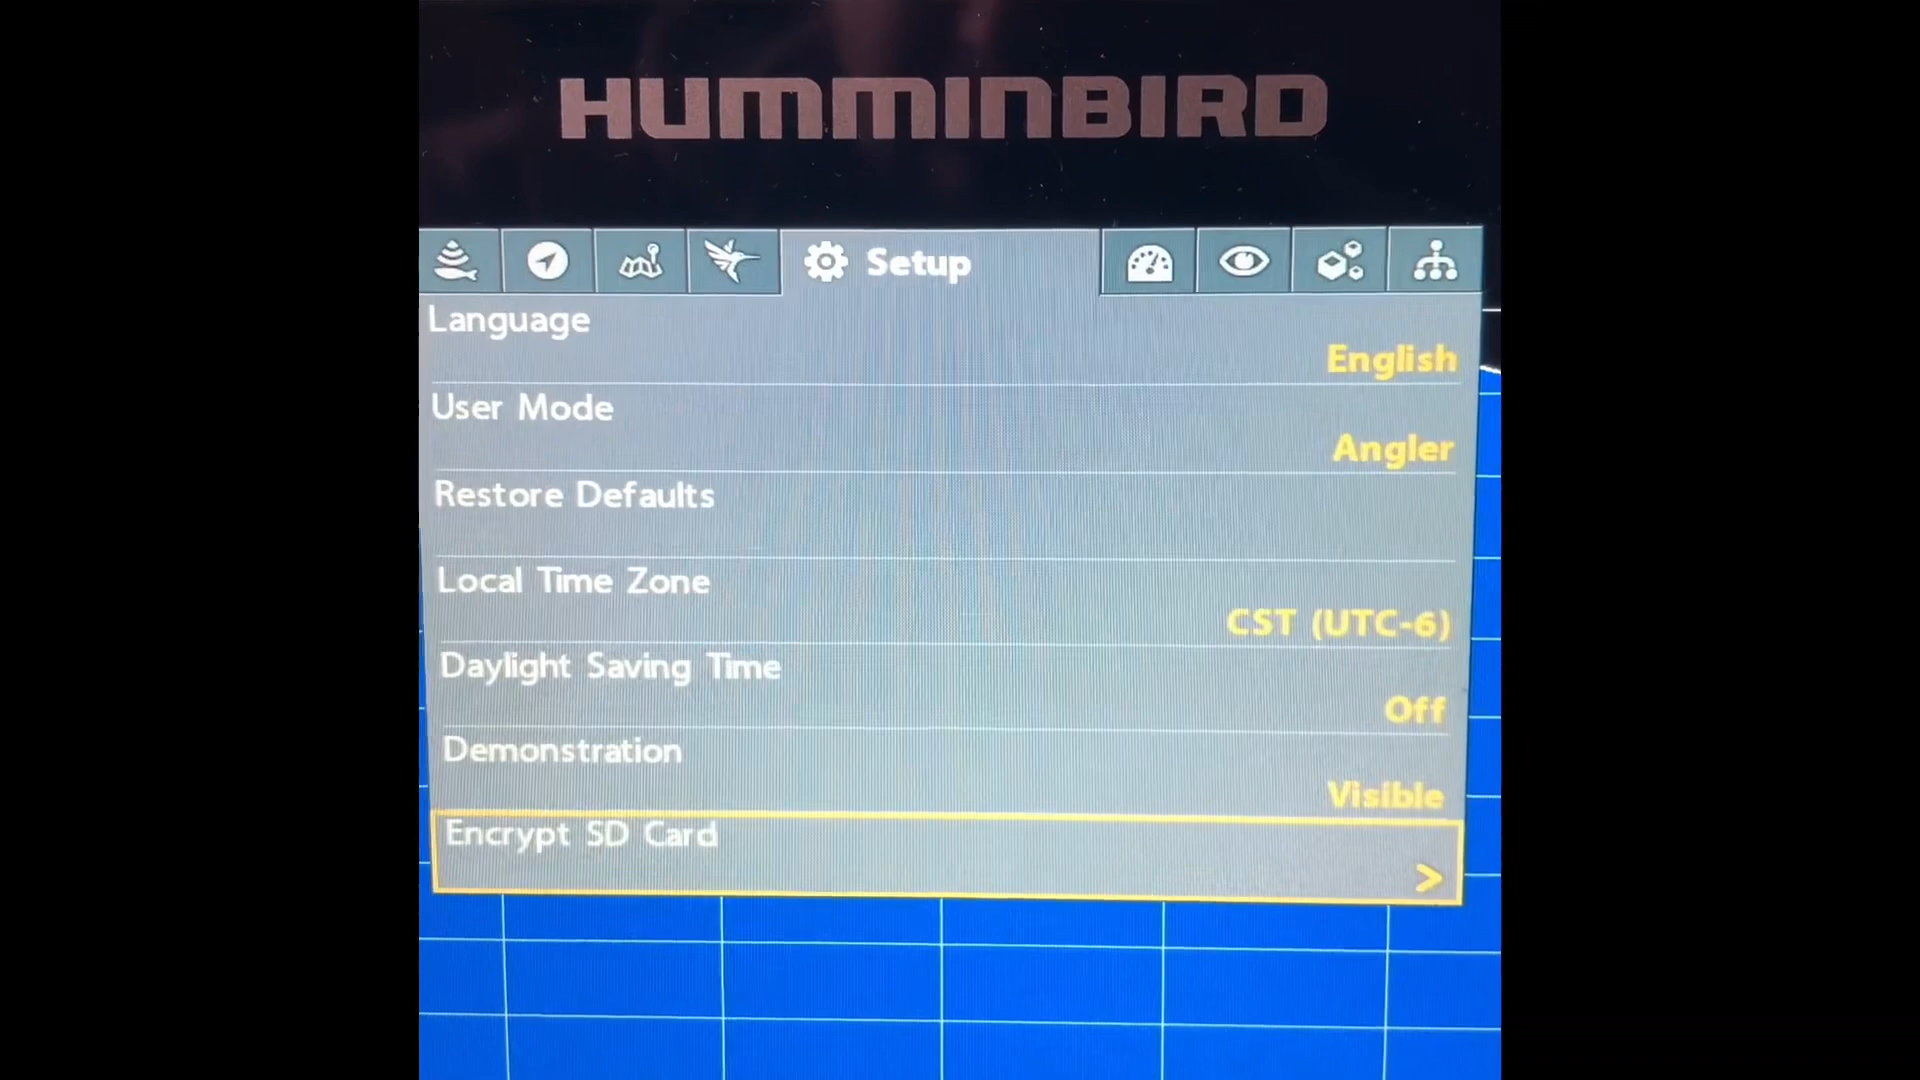 HUMMINBIRD
Setup
Language
English
User Mode
Angler
Restore Defaults
Local Time Zone
CST (UTC-6)
Daylight Saving Time
Off
Demonstration
Visible
Encrypt SD Card
>